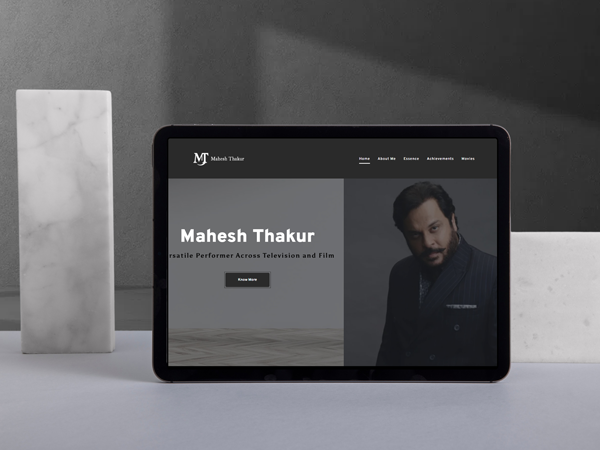 MT Mahesh Thakur
Home About Me Essence Achievements Movies
Mahesh Thakur
rsatile Performer Across Television and Film
Know More